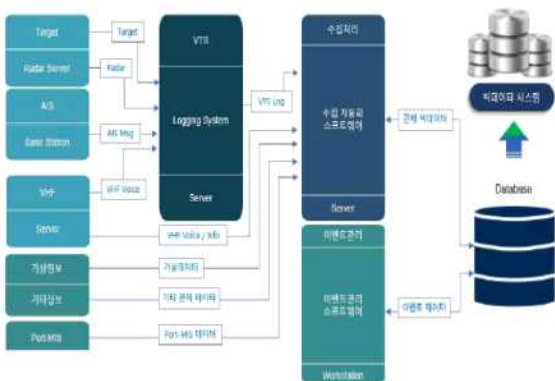 Target
Radar Server
AIS
Base Station
VHF
Server
기상정보
기타정보
Port-MIS
Target
Radar
AIS Msg
VHF Voice
VHF Voice / Info
기상데이터
기타 관제 데이터
Port-MIS 데이터
VTS
Logging System
Server
VTS Log
수집처리
수집 자동화
소프트웨어
Server
이벤트관리
이벤트관리
소프트웨어
Workstation
관제 빅데이터
이벤트 데이터
빅데이터 시스템
Database